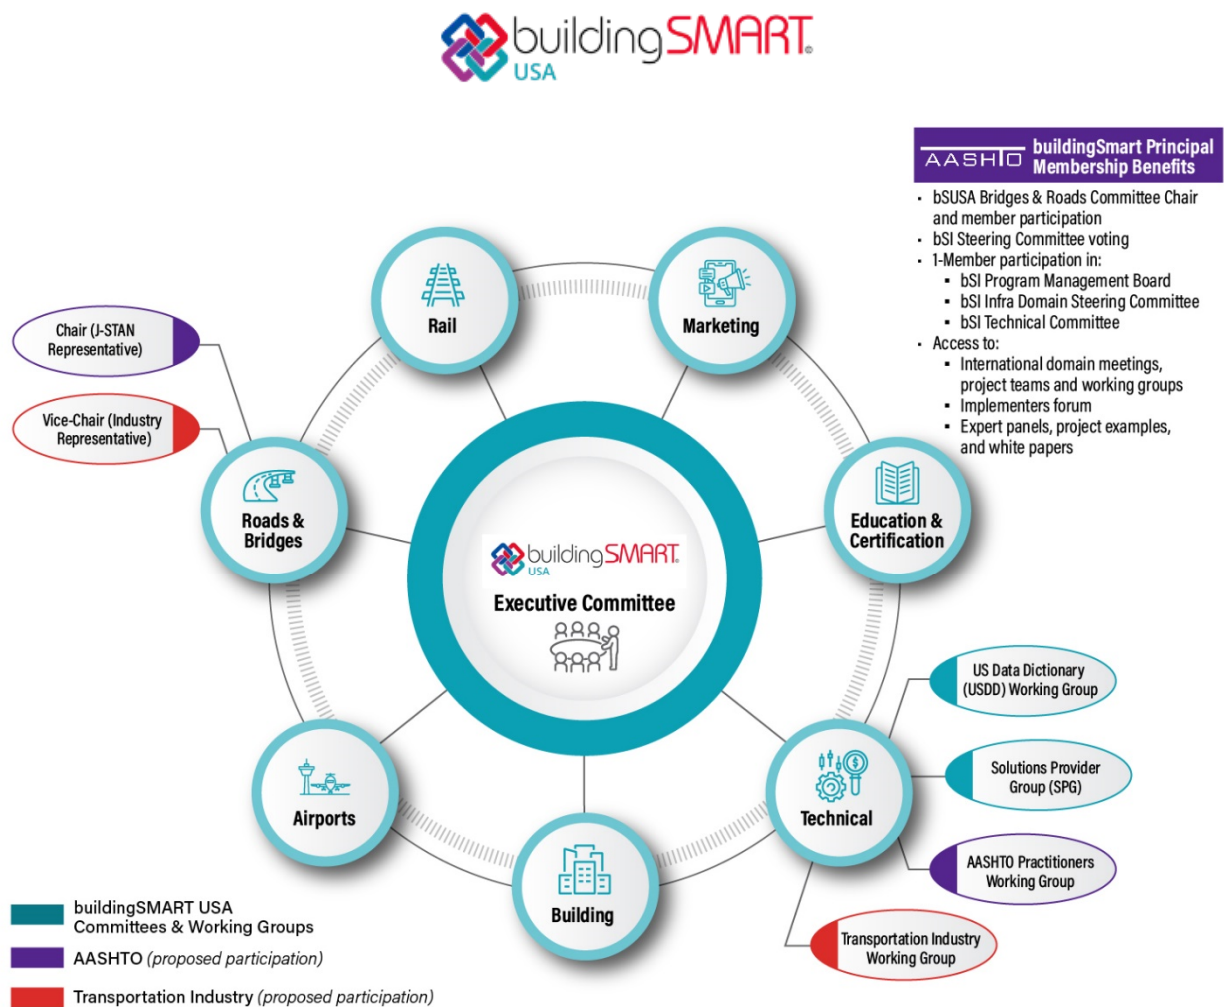 buildingSMART®
USA
AASHTO
buildingSmart Principal
Membership Benefits
• bSUSA Bridges & Roads Committee Chair
and member participation
• bSI Steering Committee voting
• 1-Member participation in:
▪ bSI Program Management Board
▪ bSI Infra Domain Steering Committee
▪ bSI Technical Committee
• Access to:
▪ International domain meetings,
project teams and working groups
▪ Implementers forum
▪ Expert panels, project examples,
and white papers
Rail
Marketing
Chair (J-STAN
Representative)
Vice-Chair (Industry
Representative)
Roads &
Bridges
Education &
Certification
buildingSMART®
USA
Executive Committee
US Data Dictionary
(USDD) Working Group
Solutions Provider
Group (SPG)
Airports
Technical
AASHTO Practitioners
Working Group
Building
Transportation Industry
Working Group
buildingSMART USA
Committees & Working Groups
AASHTO (proposed participation)
Transportation Industry (proposed participation)